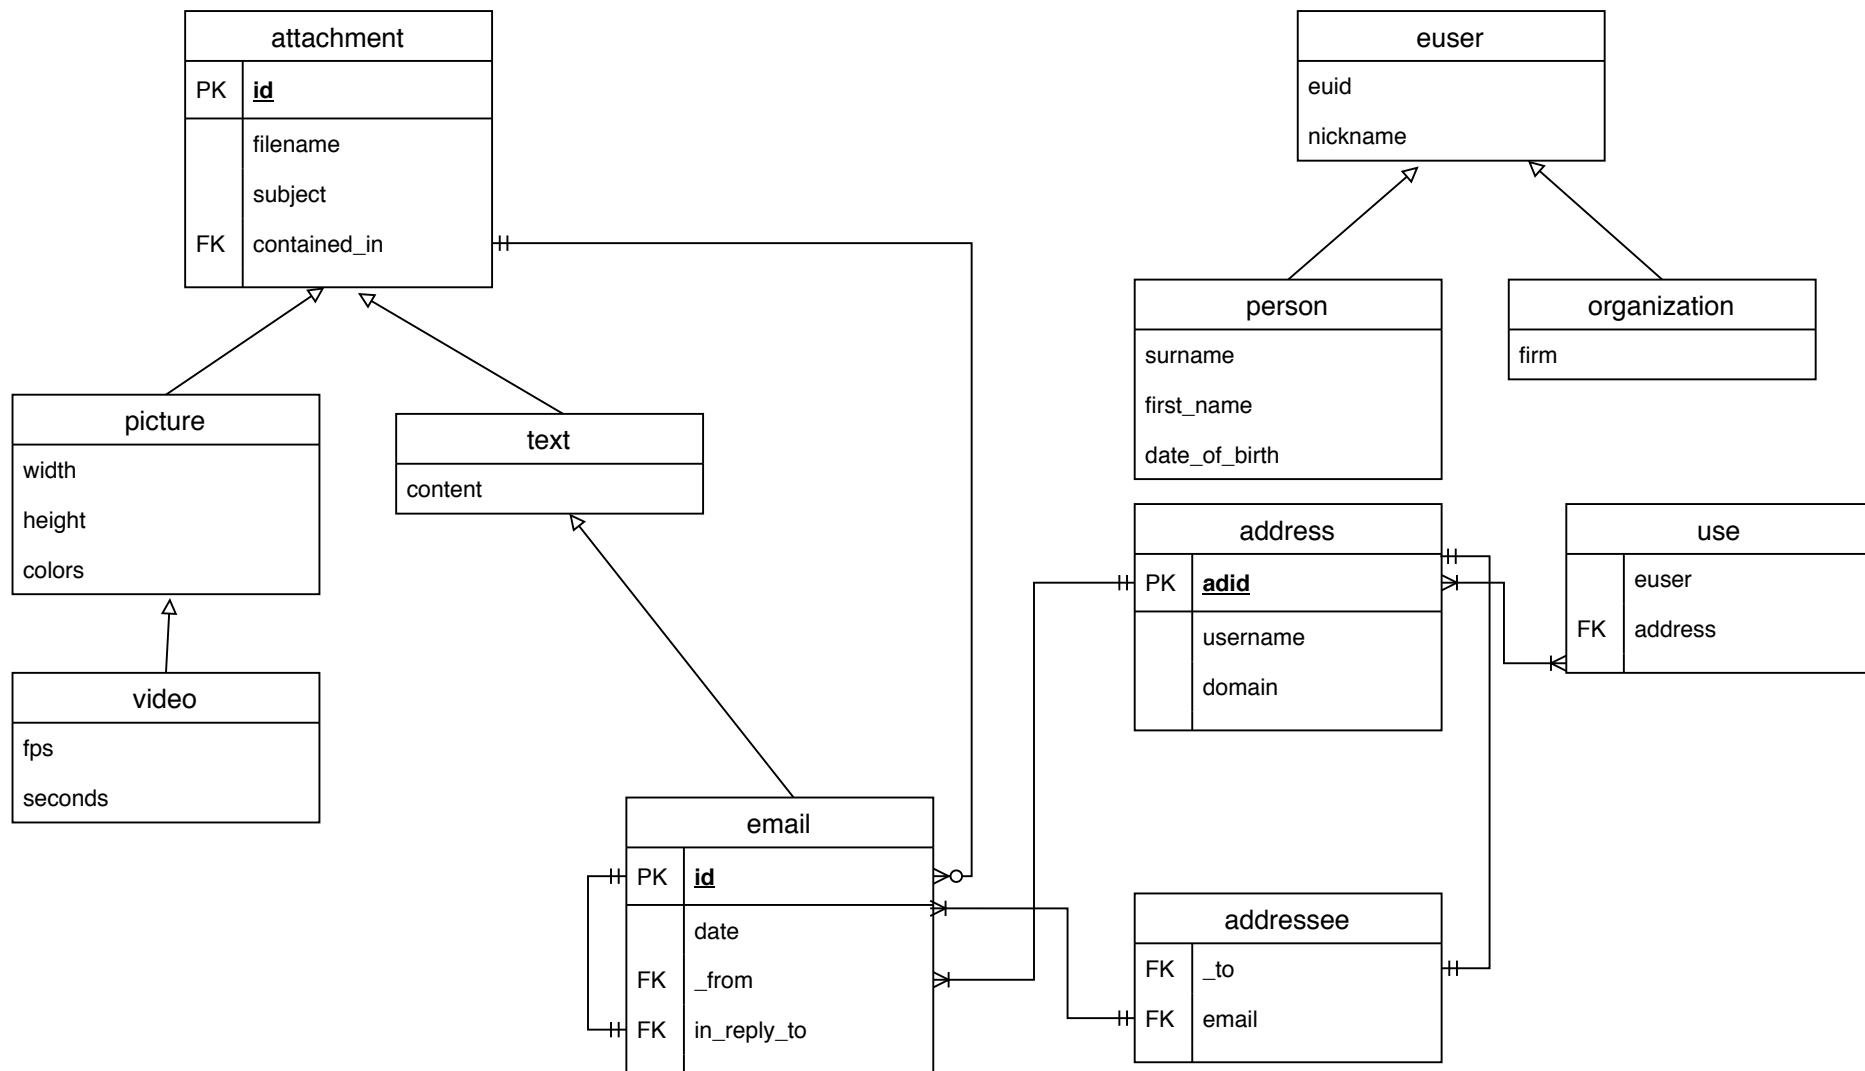 attachment
PK id
filename
subject
FK contained_in
euser
euid
nickname
person
surname
first_name
date_of_birth
organization
firm
picture
width
height
colors
text
content
video
fps
seconds
address
PK adid
username
domain
use
euser
FK address
email
PK id
date
FK _from
FK in_reply_to
addressee
FK _to
FK email